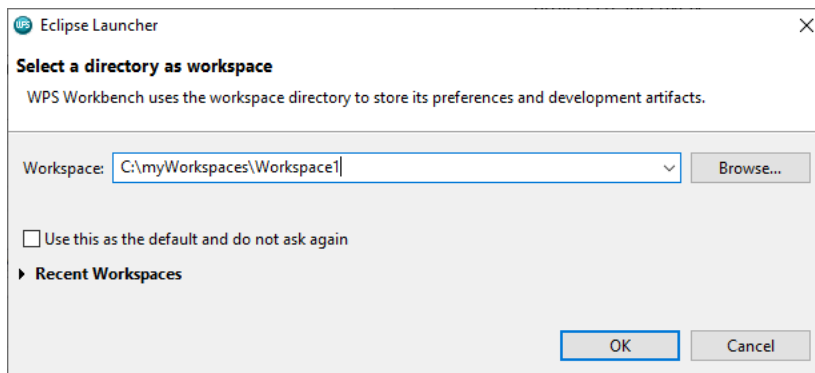 WPS Eclipse Launcher
Select a directory as workspace
WPS Workbench uses the workspace directory to store its preferences and development artifacts.
Workspace: C:\myWorkspaces\Workspace1 Browse...
Use this as the default and do not ask again
Recent Workspaces
OK Cancel